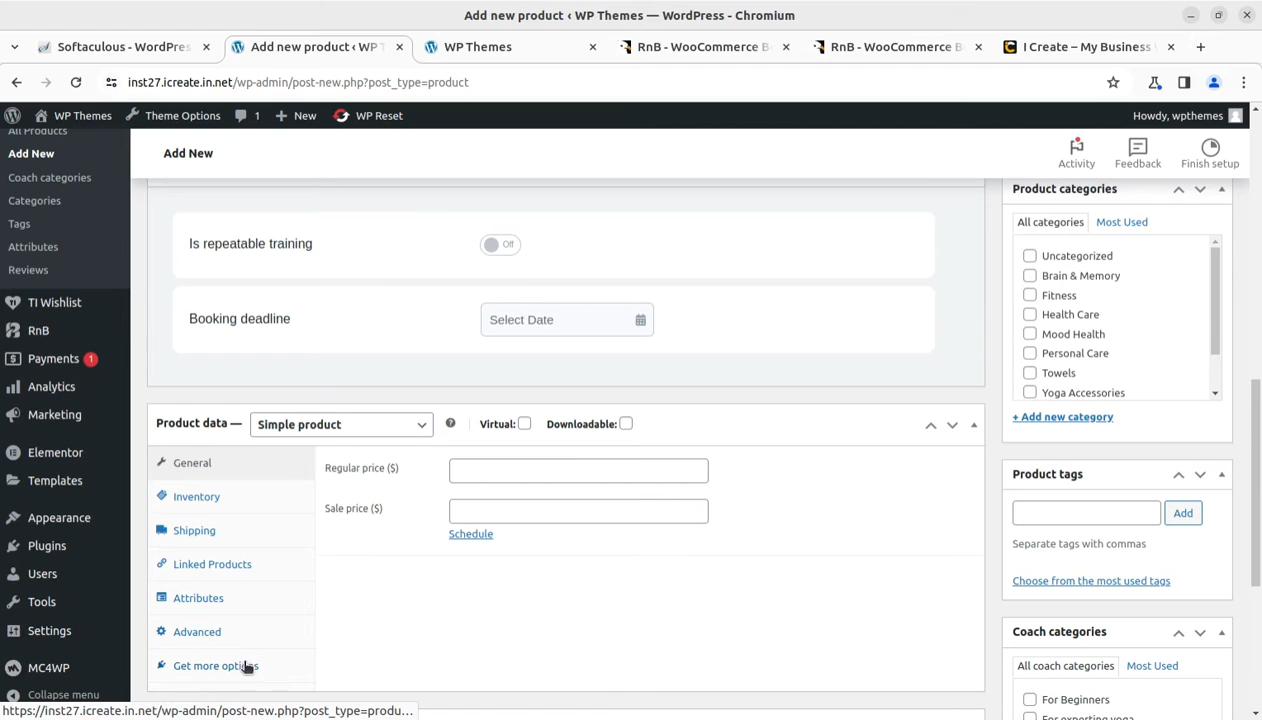 Add new product ‹ WP Themes — WordPress - Chromium
Softaculous - WordPres
Add new product ‹ WP T
WP Themes
RnB - WooCommerce B
RnB - WooCommerce B
I Create – My Business
inst27.icreate.in.net/wp-admin/post-new.php?post_type=product
WP Themes
Theme Options
1
New
WP Reset
Howdy, wpthemes
All Products
Add New
Coach categories
Categories
Tags
Attributes
Reviews
TI Wishlist
RnB
Payments 1
Analytics
Marketing
Elementor
Templates
Appearance
Plugins
Users
Tools
Settings
MC4WP
Collapse menu
Add New
Activity
Feedback
Finish setup
Is repeatable training
Off
Booking deadline
Select Date
Product data —
Simple product
Virtual:
Downloadable:
General
Inventory
Shipping
Linked Products
Attributes
Advanced
Get more options
Regular price ($)
Sale price ($)
Schedule
Product categories
All categories
Most Used
Uncategorized
Brain & Memory
Fitness
Health Care
Mood Health
Personal Care
Towels
Yoga Accessories
+ Add new category
Product tags
Add
Separate tags with commas
Choose from the most used tags
Coach categories
All coach categories
Most Used
For Beginners
For experting yoga
https://inst27.icreate.in.net/wp-admin/post-new.php?post_type=produ...